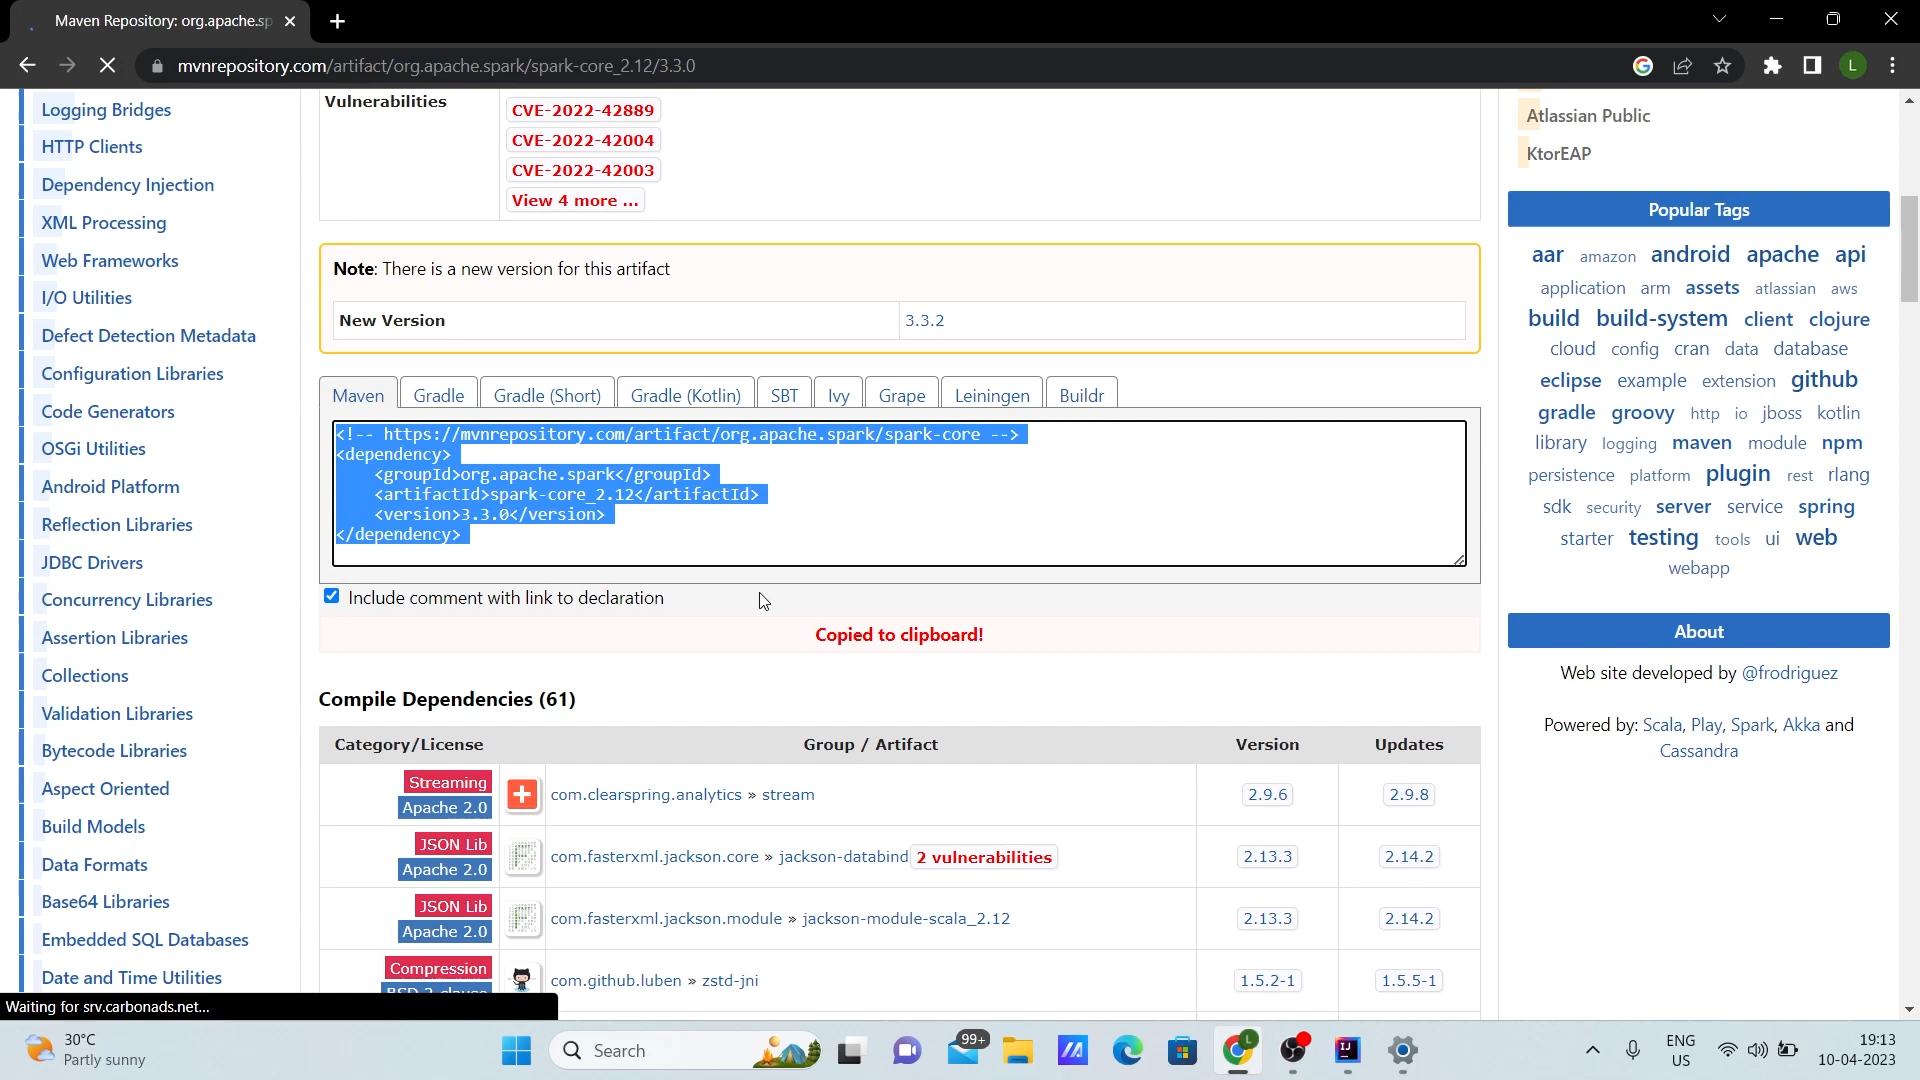 Maven Repository: org.apache.sp
mvnrepository.com/artifact/org.apache.spark/spark-core_2.12/3.3.0
L
Logging Bridges
HTTP Clients
Dependency Injection
XML Processing
Web Frameworks
I/O Utilities
Defect Detection Metadata
Configuration Libraries
Code Generators
OSGi Utilities
Android Platform
Reflection Libraries
JDBC Drivers
Concurrency Libraries
Assertion Libraries
Collections
Validation Libraries
Bytecode Libraries
Aspect Oriented
Build Models
Data Formats
Base64 Libraries
Embedded SQL Databases
Date and Time Utilities
Waiting for srv.carbonads.net...
Vulnerabilities
CVE-2022-42889
CVE-2022-42004
CVE-2022-42003
View 4 more ...
Note: There is a new version for this artifact
New Version 3.3.2
Maven Gradle Gradle (Short) Gradle (Kotlin) SBT Ivy Grape Leiningen Buildr
<!-- https://mvnrepository.com/artifact/org.apache.spark/spark-core -->
<dependency>
    <groupId>org.apache.spark</groupId>
    <artifactId>spark-core_2.12</artifactId>
    <version>3.3.0</version>
</dependency>
Include comment with link to declaration
Copied to clipboard!
Compile Dependencies (61)
Category/License Group / Artifact Version Updates
Streaming
Apache 2.0
com.clearspring.analytics » stream 2.9.6 2.9.8
JSON Lib
Apache 2.0
com.fasterxml.jackson.core » jackson-databind 2 vulnerabilities 2.13.3 2.14.2
JSON Lib
Apache 2.0
com.fasterxml.jackson.module » jackson-module-scala_2.12 2.13.3 2.14.2
Compression
BSD 2-clause
com.github.luben » zstd-jni 1.5.2-1 1.5.5-1
Atlassian Public
KtorEAP
Popular Tags
aar amazon android apache api
application arm assets atlassian aws
build build-system client clojure
cloud config cran data database
eclipse example extension github
gradle groovy http io jboss kotlin
library logging maven module npm
persistence platform plugin rest rlang
sdk security server service spring
starter testing tools ui web
webapp
About
Web site developed by @frodriguez
Powered by: Scala, Play, Spark, Akka and
Cassandra
30°C
Partly sunny
Search
99+
L
IJ
ENG
US
19:13
10-04-2023